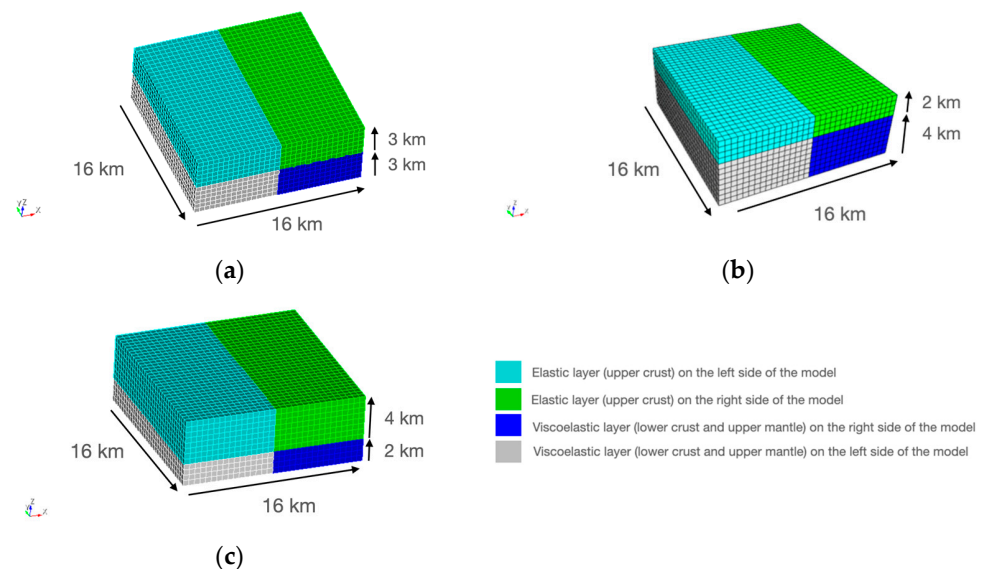 3 km
3 km
16 km
16 km
Y Z X
(a)
2 km
4 km
16 km
16 km
Y Z X
(b)
4 km
2 km
16 km
16 km
Y Z X
(c)
Elastic layer (upper crust) on the left side of the model
Elastic layer (upper crust) on the right side of the model
Viscoelastic layer (lower crust and upper mantle) on the right side of the model
Viscoelastic layer (lower crust and upper mantle) on the left side of the model